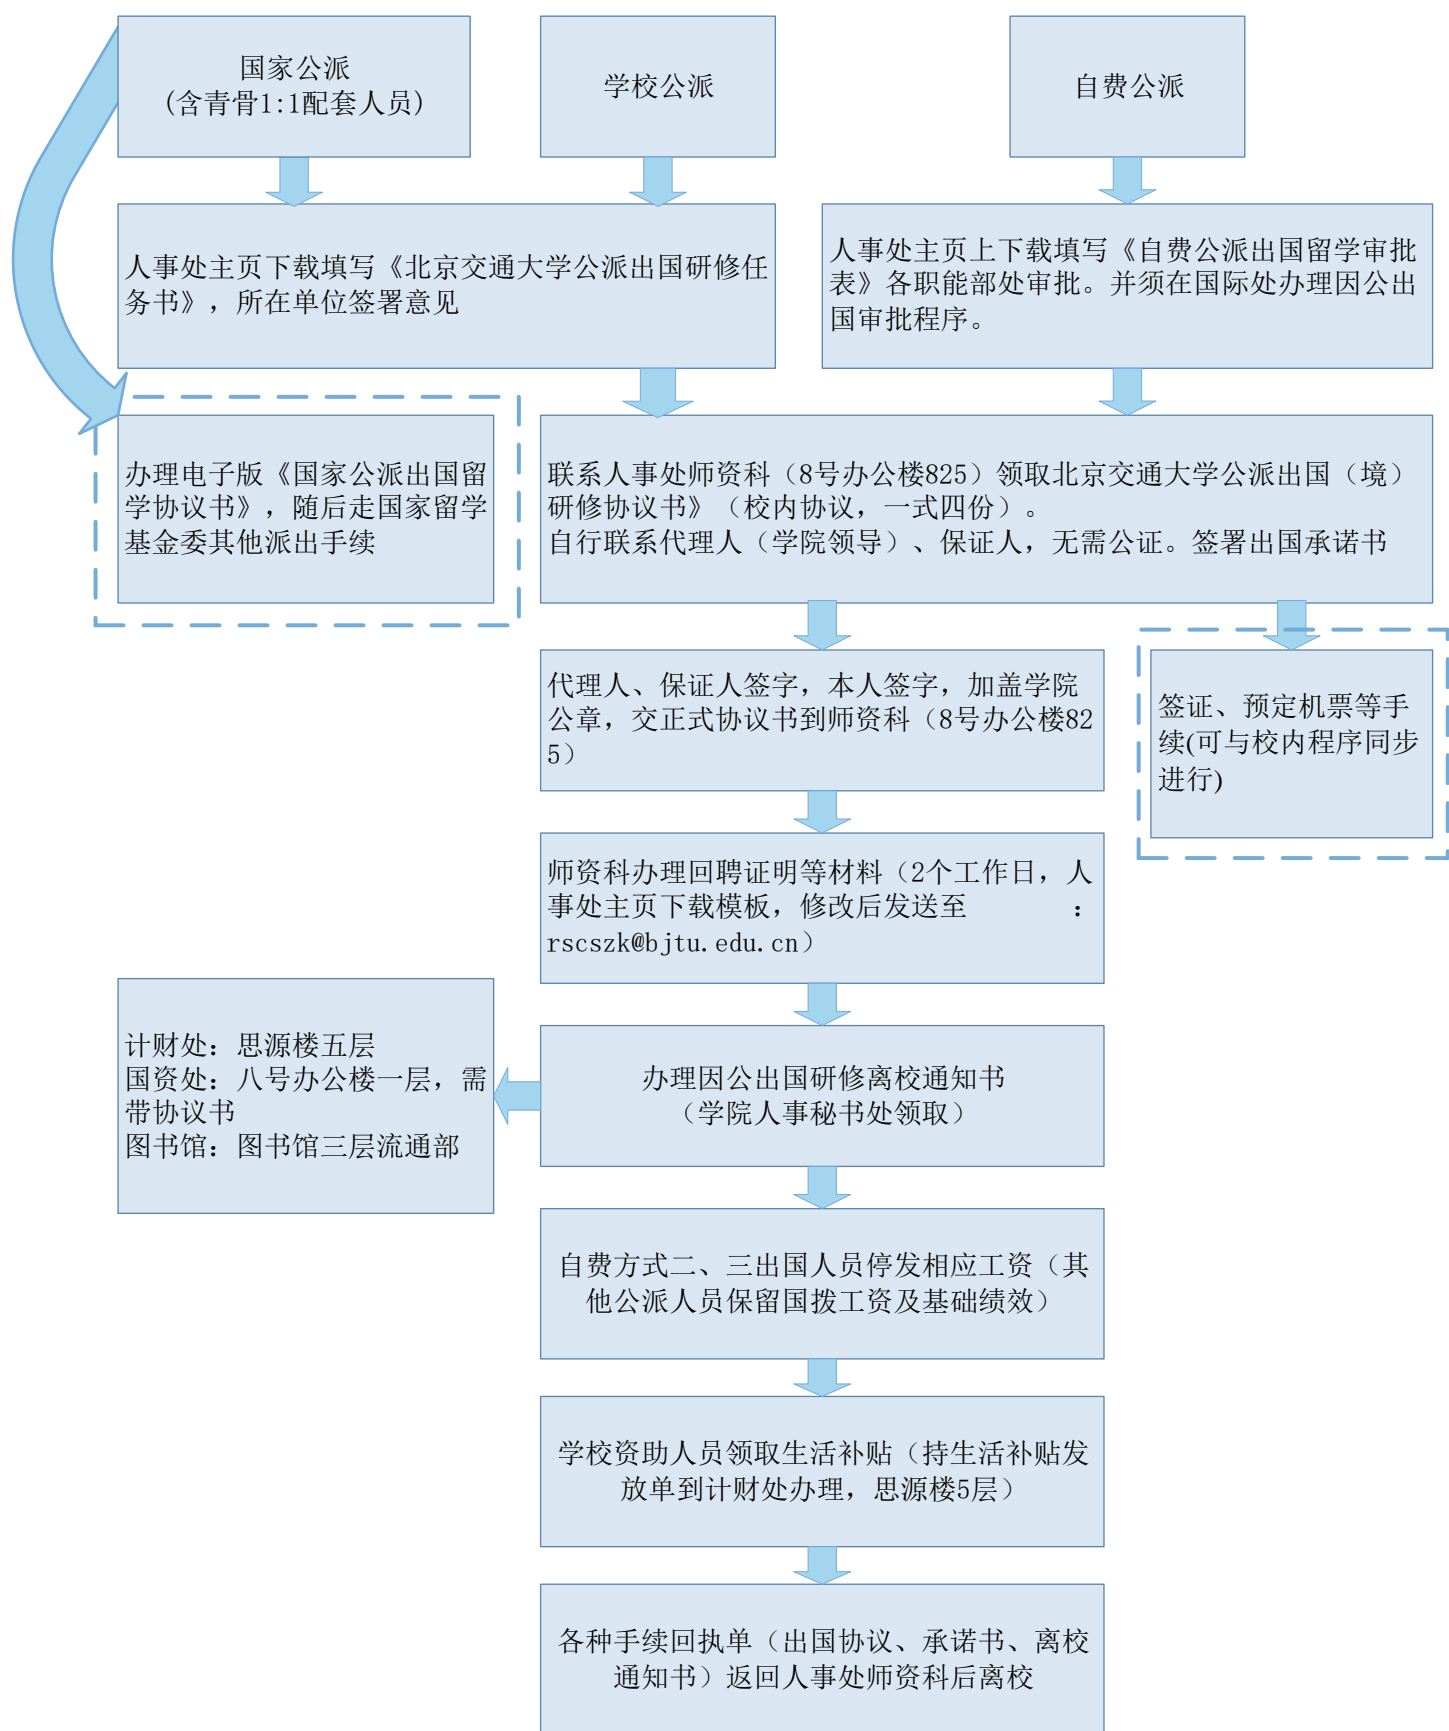 国家公派
(含青骨1:1配套人员)
学校公派
自费公派
人事处主页下载填写《北京交通大学公派出国研修任
务书》，所在单位签署意见
人事处主页上下载填写《自费公派出国留学审批
表》各职能部处审批。并须在国际处办理因公出
国审批程序。
办理电子版《国家公派出国留
学协议书》，随后走国家留学
基金委其他派出手续
联系人事处师资科（8号办公楼825）领取北京交通大学公派出国（境）
研修协议书》（校内协议，一式四份）。
自行联系代理人（学院领导）、保证人，无需公证。签署出国承诺书
代理人、保证人签字，本人签字，加盖学院
公章，交正式协议书到师资科（8号办公楼82
5）
签证、预定机票等手
续(可与校内程序同步
进行)
师资科办理回聘证明等材料（2个工作日，人
事处主页下载模板，修改后发送至 ：
rscszk@bjtu.edu.cn）
计财处：思源楼五层
国资处：八号办公楼一层，需
带协议书
图书馆：图书馆三层流通部
办理因公出国研修离校通知书
（学院人事秘书处领取）
自费方式二、三出国人员停发相应工资（其
他公派人员保留国拨工资及基础绩效）
学校资助人员领取生活补贴（持生活补贴发
放单到计财处办理，思源楼5层）
各种手续回执单（出国协议、承诺书、离校
通知书）返回人事处师资科后离校